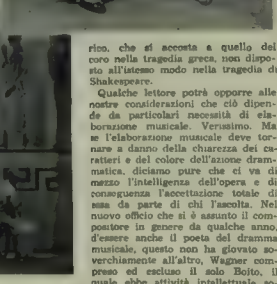 rico, che si accosta a quello del
coro nella tragedia greca, non dispo-
sto all'istesso modo nella tragedia di
Shakespeare.
Qualche lettore potrà opporre alle
nostre considerazioni che ciò dipen-
de da particolari necessità di ela-
borazione musicale. Verissimo. Ma
se l'elaborazione musicale deve tor-
nare a danno della chiarezza dei ca-
ratteri e del colore dell'azione dram-
matica, diciamo pure che ci va di
mezzo l'intelligenza dell'opera e di
conseguenza l'accettazione totale di
essa da parte di chi l'ascolta. Nel
nuovo officio che si è assunto il com-
positore in genere da qualche anno,
d'essere anche il poeta del dramma
musicale, questo non ha giovato so-
verchiamente all'altro, Wagner com-
preso ed escluso il solo Boito, il
quale ebbe attività intellettuale